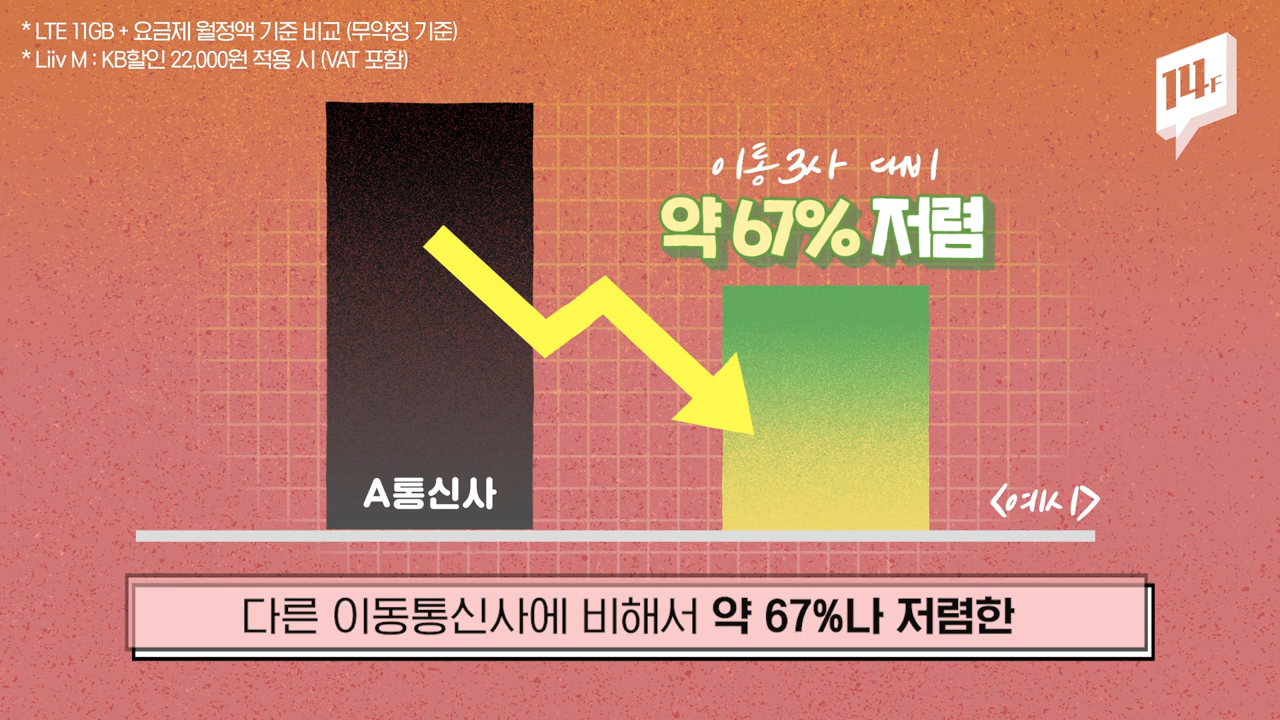 * LTE 11GB + 요금제 월정액 기준 비교 (무약정 기준)
* Liiv M : KB할인 22,000원 적용 시 (VAT 포함)
14F
이통3사 대비
약 67% 저렴
A통신사
<예시>
다른 이동통신사에 비해서 약 67%나 저렴한